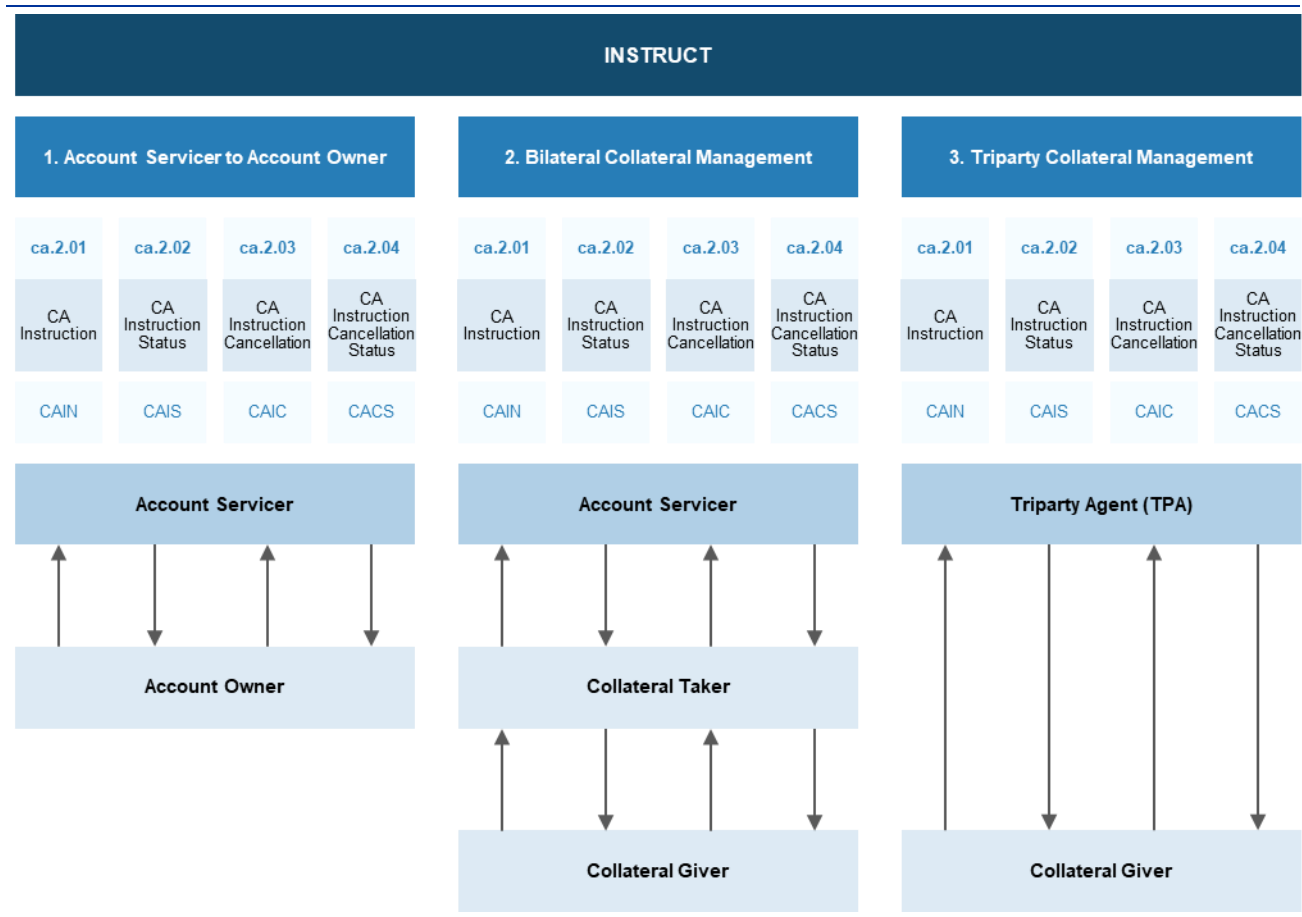 INSTRUCT
1. Account Servicer to Account Owner
2. Bilateral Collateral Management
3. Triparty Collateral Management
ca.2.01
ca.2.02
ca.2.03
ca.2.04
ca.2.01
ca.2.02
ca.2.03
ca.2.04
ca.2.01
ca.2.02
ca.2.03
ca.2.04
CA
Instruction
CA
Instruction
Status
CA
Instruction
Cancellation
CA
Instruction
Cancellation
Status
CA
Instruction
CA
Instruction
Status
CA
Instruction
Cancellation
CA
Instruction
Cancellation
Status
CA
Instruction
CA
Instruction
Status
CA
Instruction
Cancellation
CA
Instruction
Cancellation
Status
CAIN
CAIS
CAIC
CACS
CAIN
CAIS
CAIC
CACS
CAIN
CAIS
CAIC
CACS
Account Servicer
Account Servicer
Triparty Agent (TPA)
Account Owner
Collateral Taker
Collateral Giver
Collateral Giver